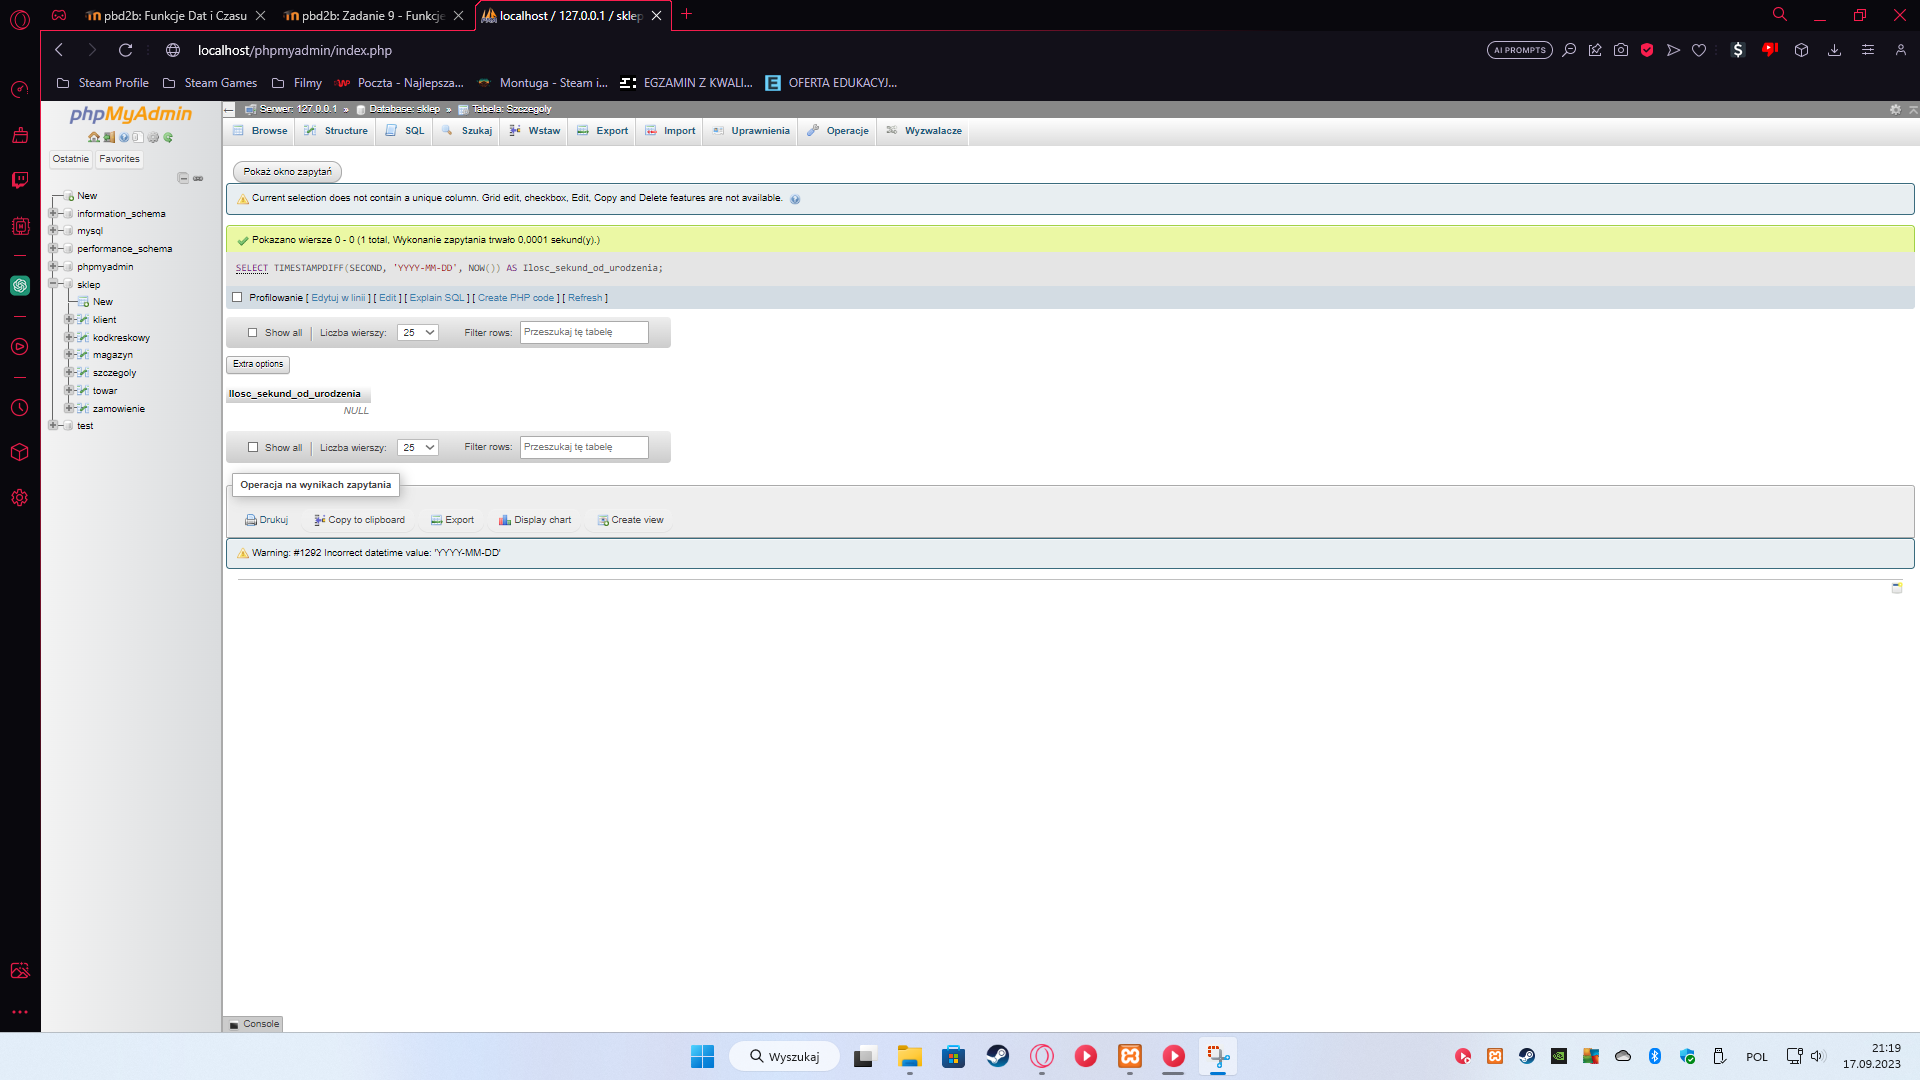 pbd2b: Funkcje Dat i Czasu
pbd2b: Zadanie 9 - Funkcje
localhost / 127.0.0.1 / sklep
localhost/phpmyadmin/index.php
AI PROMPTS
Steam Profile
Steam Games
Filmy
Poczta - Najlepsza...
Montuga - Steam i...
EGZAMIN Z KWALI...
OFERTA EDUKACYJ...
phpMyAdmin
Ostatnie
Favorites
New
information_schema
mysql
performance_schema
phpmyadmin
sklep
New
klient
kodkreskowy
magazyn
szczegoly
towar
zamowienie
test
Serwer: 127.0.0.1 » Database: sklep » Tabela: Szczegoly
Browse
Structure
SQL
Szukaj
Wstaw
Export
Import
Uprawnienia
Operacje
Wyzwalacze
Pokaż okno zapytań
Current selection does not contain a unique column. Grid edit, checkbox, Edit, Copy and Delete features are not available.
Pokazano wiersze 0 - 0 (1 total, Wykonanie zapytania trwało 0,0001 sekund(y).)
SELECT TIMESTAMPDIFF(SECOND, 'YYYY-MM-DD', NOW()) AS Ilosc_sekund_od_urodzenia;
Profilowanie [ Edytuj w linii ] [ Edit ] [ Explain SQL ] [ Create PHP code ] [ Refresh ]
Show all
Liczba wierszy:
25
Filter rows:
Przeszukaj tę tabelę
Extra options
Ilosc_sekund_od_urodzenia
NULL
Show all
Liczba wierszy:
25
Filter rows:
Przeszukaj tę tabelę
Operacja na wynikach zapytania
Drukuj
Copy to clipboard
Export
Display chart
Create view
Warning: #1292 Incorrect datetime value: 'YYYY-MM-DD'
Console
Wyszukaj
POL
21:19
17.09.2023